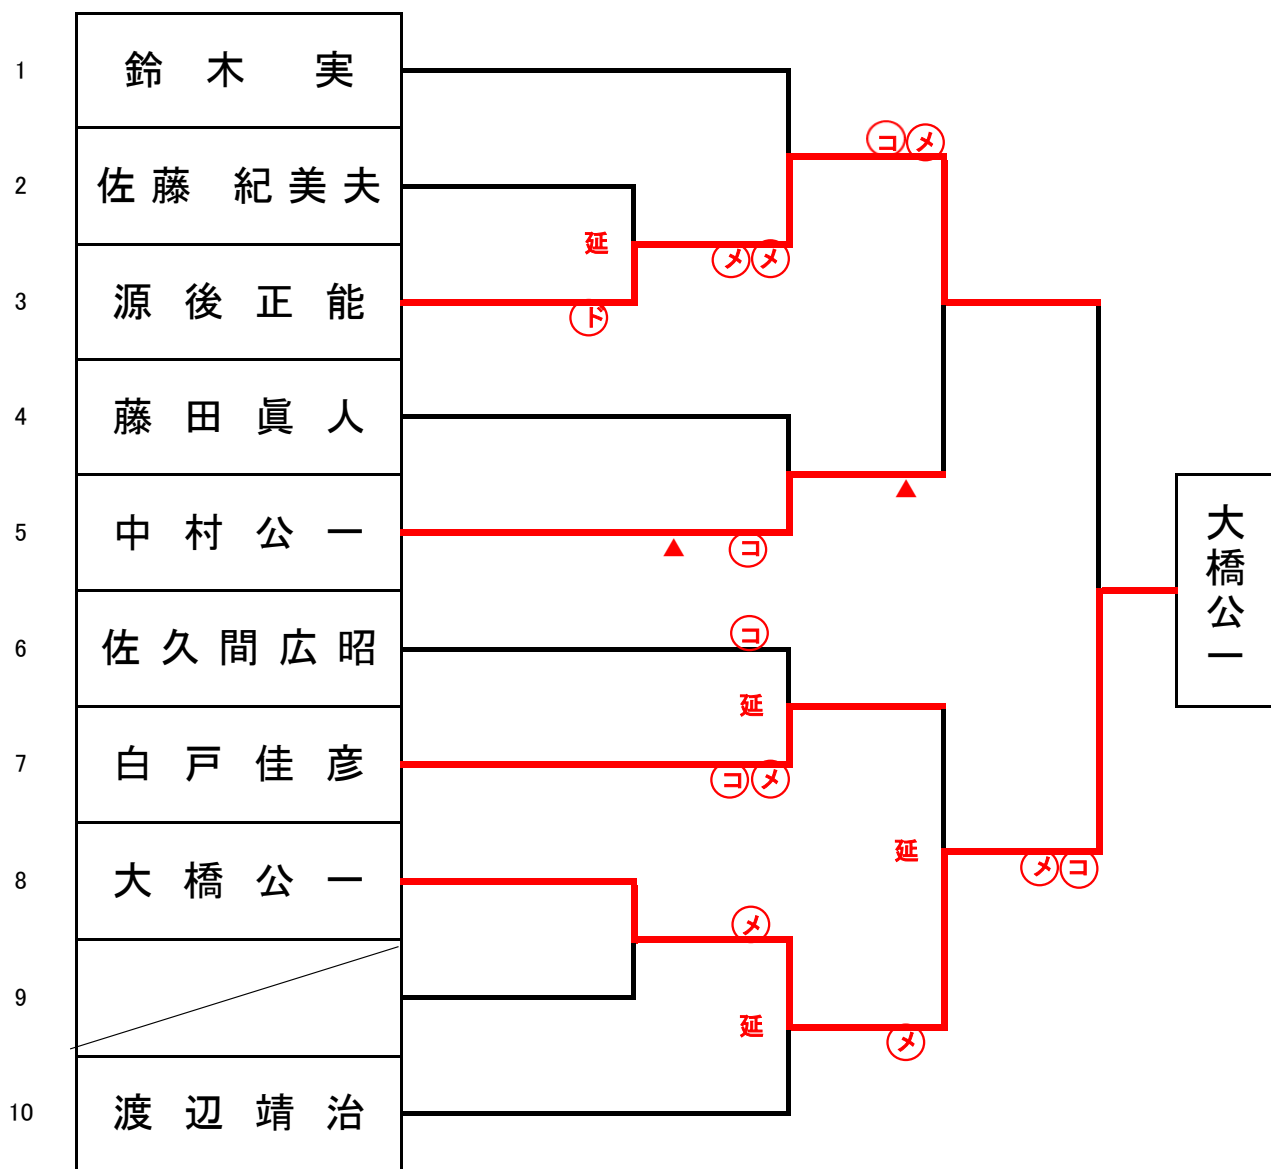 1 鈴木 実
コメ
2 佐藤 紀美夫
延
メメ
3 源後正能
ド
4 藤田眞人
▲
5 中村公一
▲ コ
大橋公一
6 佐久間広昭
コ
延
7 白戸佳彦
コメ
延
8 大橋公一
メコ
メ
9
延
メ
10 渡辺靖治